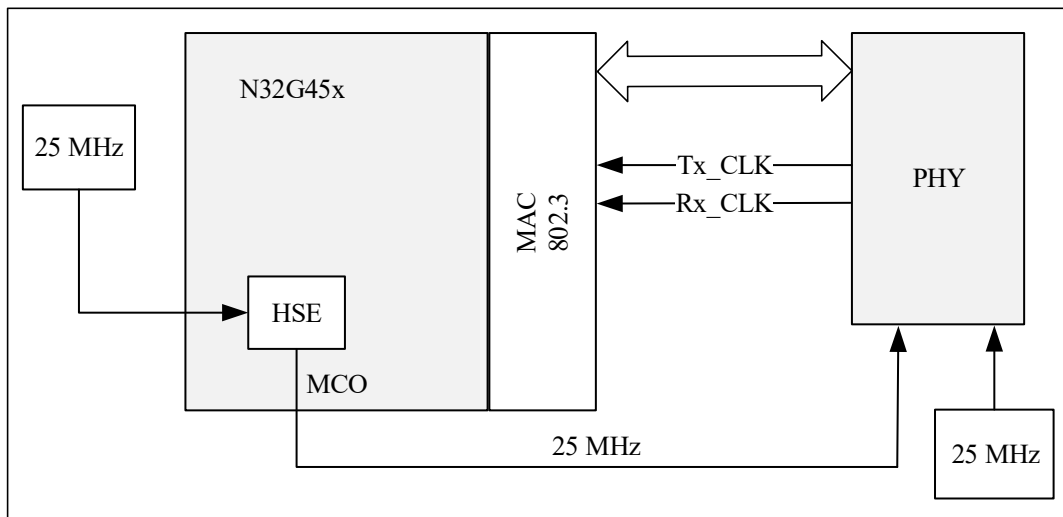 N32G45x
25 MHz
Tx_CLK
PHY
Rx_CLK
MAC
802.3
HSE
MCO
25 MHz
25 MHz